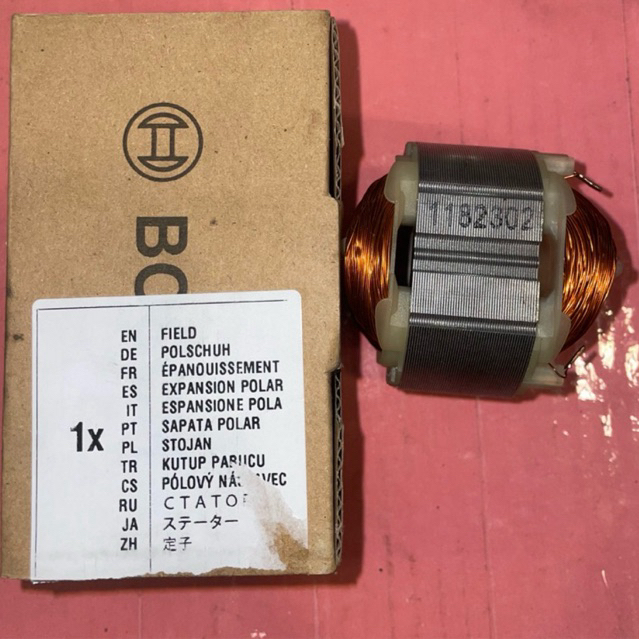 BO
1x
EN FIELD
DE POLSCHUH
FR ÉPANOUISSEMENT
ES EXPANSION POLAR
IT ESPANSIONE POLA
PT SAPATA POLAR
PL STOJAN
TR KUTUP PABUCU
CS PÓLOVÝ
RU СТАТО
JA ステーター
ZH 定子
1182302